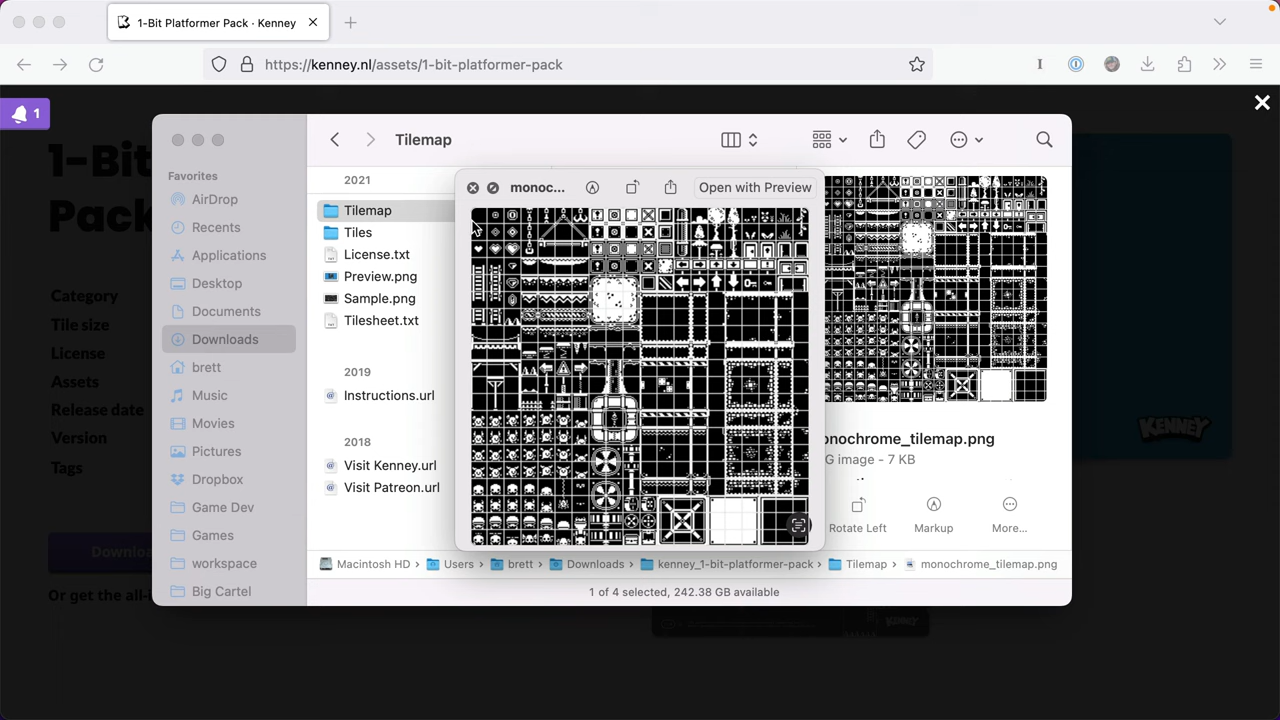 1-Bit Platformer Pack · Kenney
https://kenney.nl/assets/1-bit-platformer-pack
1
1-Bit
Pack
Category
Tile size
License
Assets
Release date
Version
Tags
Or get the all-i
KENNEY
Tilemap
Favorites
AirDrop
Recents
Applications
Desktop
Documents
Downloads
brett
Music
Movies
Pictures
Dropbox
Game Dev
Games
workspace
Big Cartel
2021
Tilemap
Tiles
License.txt
Preview.png
Sample.png
Tilesheet.txt
2019
Instructions.url
2018
Visit Kenney.url
Visit Patreon.url
monoc...
Open with Preview
onochrome_tilemap.png
G image - 7 KB
Rotate Left
Markup
More...
Macintosh HD › Users › brett › Downloads › kenney_1-bit-platformer-pack › Tilemap › monochrome_tilemap.png
1 of 4 selected, 242.38 GB available